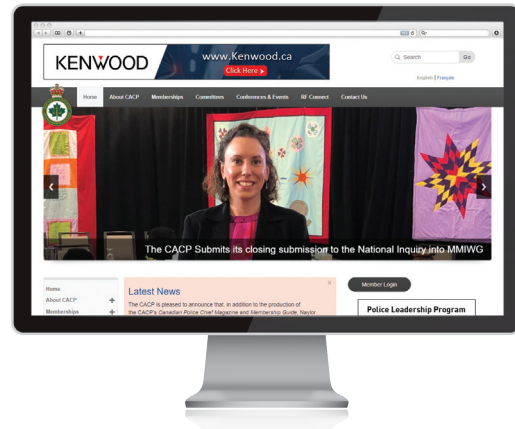 KENWOOD
www.Kenwood.ca
Click Here
Search
Go
English | Français
Home About CACP Memberships Committees Conferences & Events RF Connect Contact Us
The CACP Submits its closing submission to the National Inquiry into MMIWG
Home
About CACP +
Memberships +
Latest News
×
The CACP is pleased to announce that, in addition to the production of
the CACP's Canadian Police Chief Magazine and Membership Guide, Naylor
Member Login
Police Leadership Program